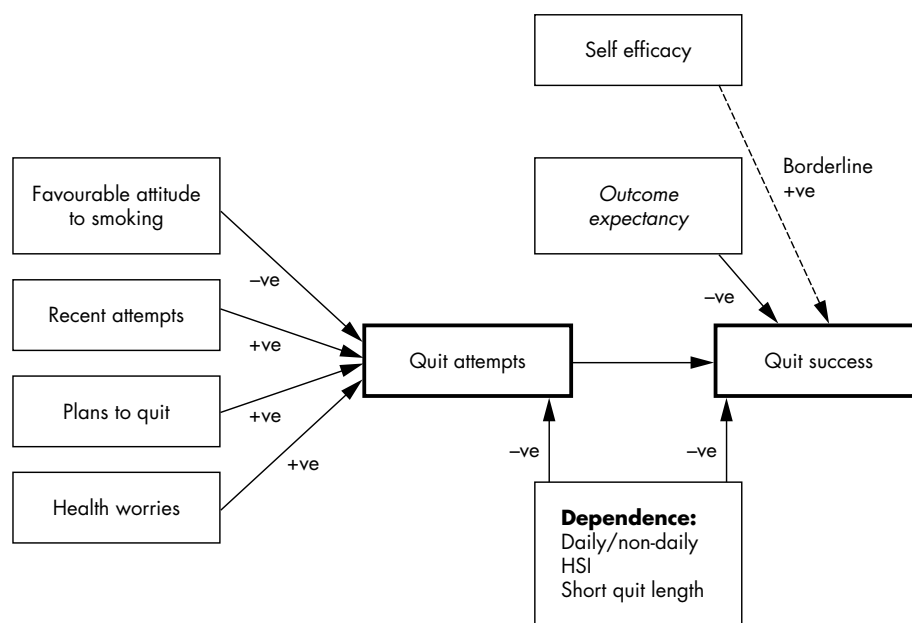 Self efficacy
Favourable attitude
to smoking
Outcome
expectancy
Borderline
+ve
–ve
–ve
Recent attempts
+ve
Quit attempts
Quit success
Plans to quit
+ve
+ve
–ve
–ve
Health worries
Dependence:
Daily/non-daily
HSI
Short quit length